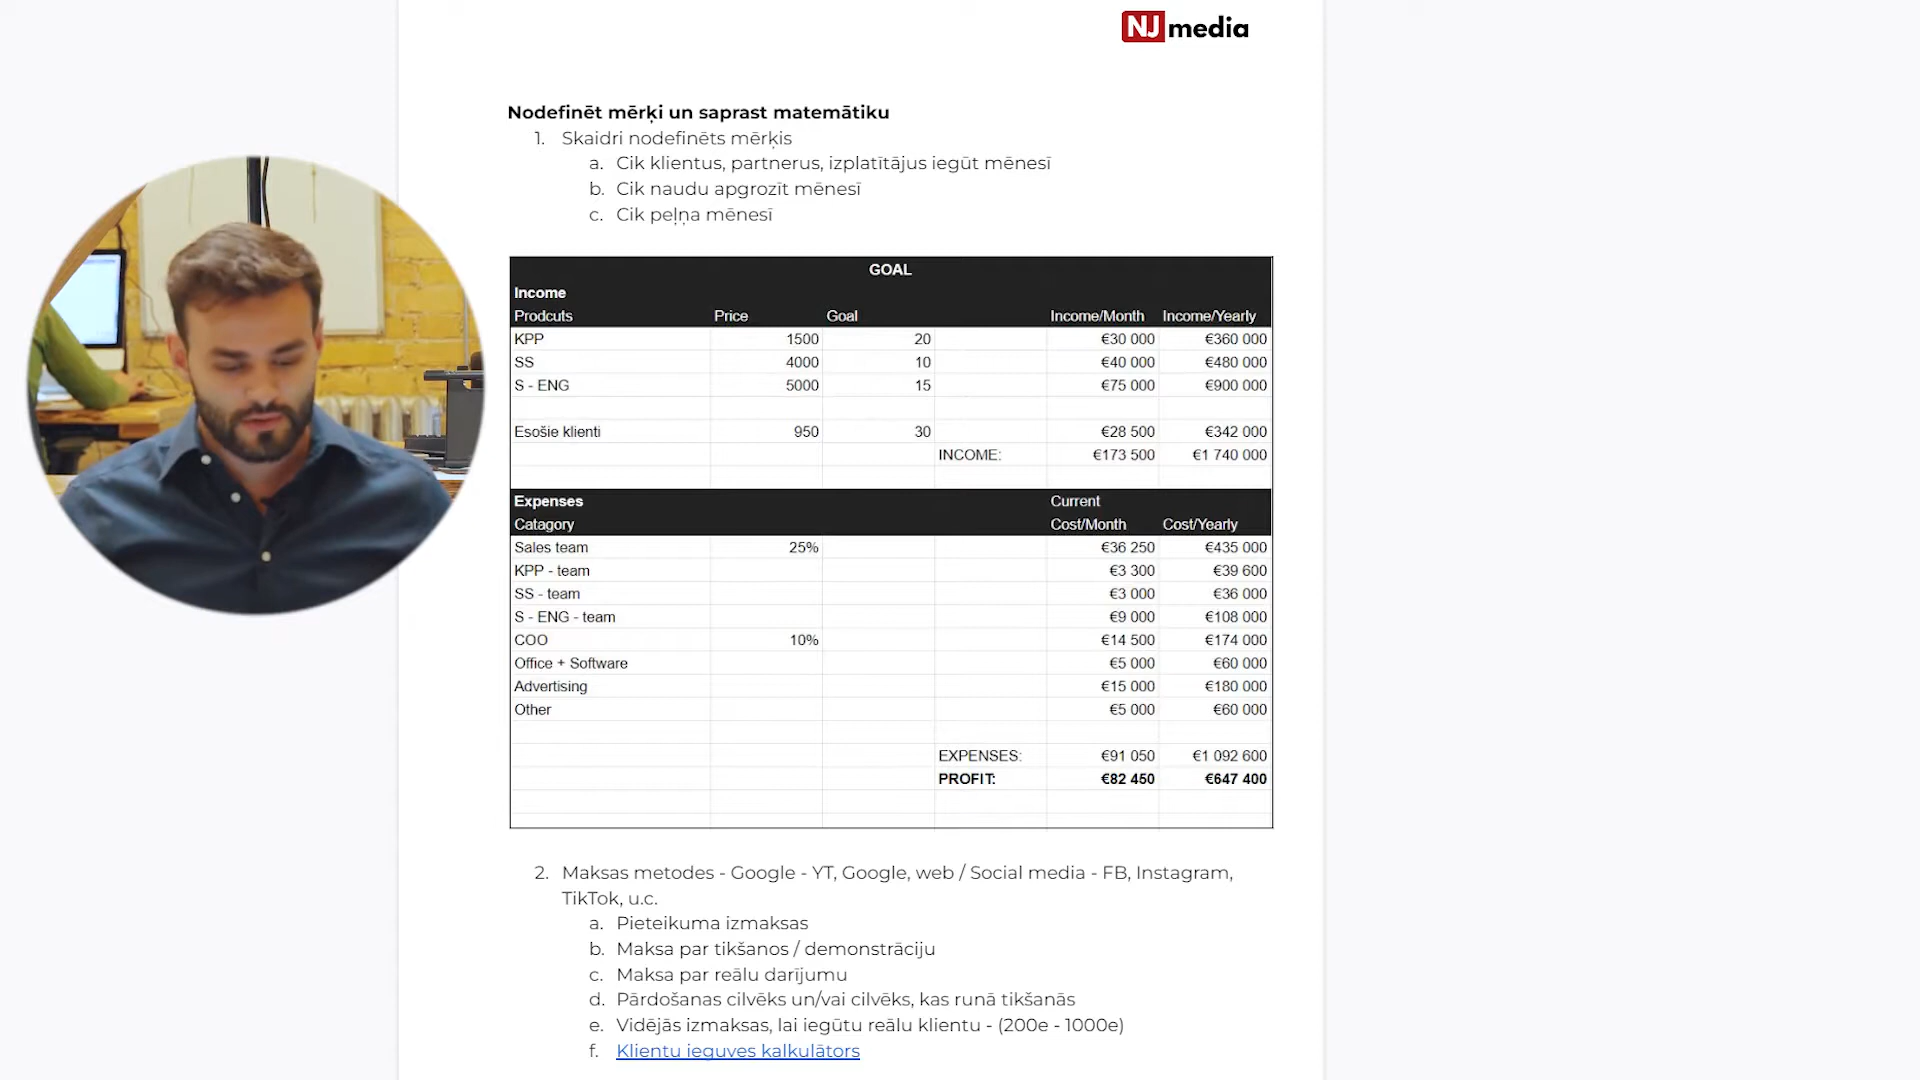 NJ media
Nodefinēt mērķi un saprast matemātiku
1. Skaidri nodefinēts mērķis
a. Cik klientus, partnerus, izplatītājus iegūt mēnesī
b. Cik naudu apgrozīt mēnesī
c. Cik peļņa mēnesī
GOAL
Income
Prodcuts Price Goal Income/Month Income/Yearly
KPP 1500 20 €30 000 €360 000
SS 4000 10 €40 000 €480 000
S - ENG 5000 15 €75 000 €900 000
Esošie klienti 950 30 €28 500 €342 000
INCOME: €173 500 €1 740 000
Expenses Current
Catagory Cost/Month Cost/Yearly
Sales team 25% €36 250 €435 000
KPP - team €3 300 €39 600
SS - team €3 000 €36 000
S - ENG - team €9 000 €108 000
COO 10% €14 500 €174 000
Office + Software €5 000 €60 000
Advertising €15 000 €180 000
Other €5 000 €60 000
EXPENSES: €91 050 €1 092 600
PROFIT: €82 450 €647 400
2. Maksas metodes - Google - YT, Google, web / Social media - FB, Instagram,
TikTok, u.c.
a. Pieteikuma izmaksas
b. Maksa par tikšanos / demonstrāciju
c. Maksa par reālu darījumu
d. Pārdošanas cilvēks un/vai cilvēks, kas runā tikšanās
e. Vidējās izmaksas, lai iegūtu reālu klientu - (200e - 1000e)
f. Klientu ieguves kalkulātors